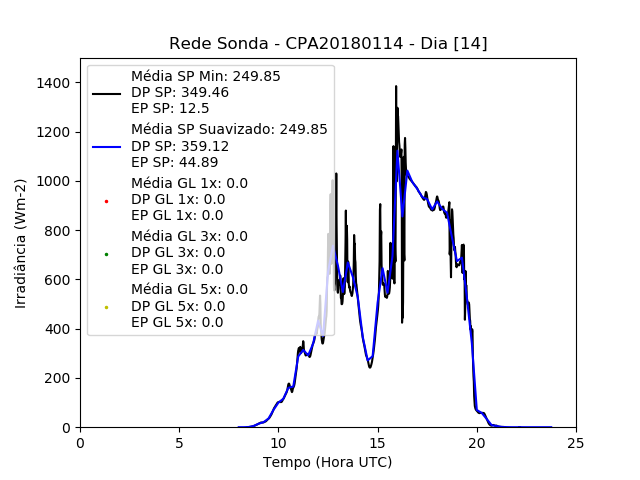 Rede Sonda - CPA20180114 - Dia [14]
Irradiância (Wm-2)
1400
1200
1000
800
600
400
200
0
Média SP Min: 249.85
DP SP: 349.46
EP SP: 12.5
Média SP Suavizado: 249.85
DP SP: 359.12
EP SP: 44.89
Média GL 1x: 0.0
DP GL 1x: 0.0
EP GL 1x: 0.0
Média GL 3x: 0.0
DP GL 3x: 0.0
EP GL 3x: 0.0
Média GL 5x: 0.0
DP GL 5x: 0.0
EP GL 5x: 0.0
0 5 10 15 20 25
Tempo (Hora UTC)